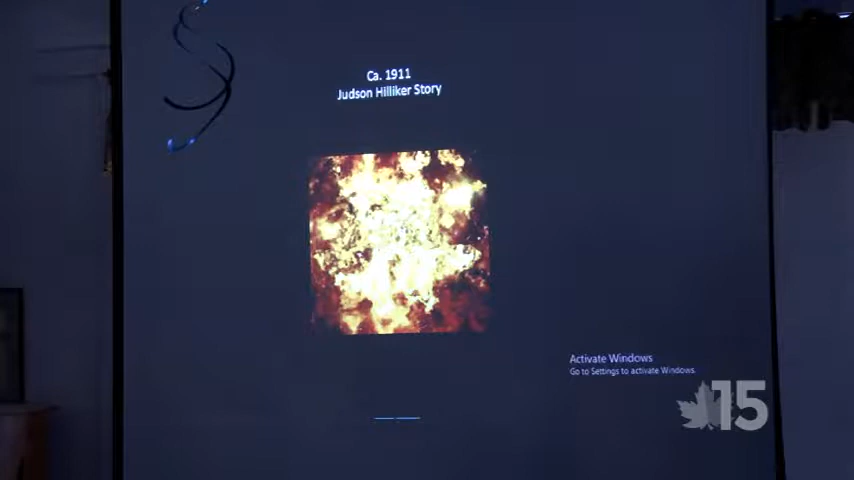 Ca. 1911
Judson Hilliker Story
Activate Windows
Go to Settings to activate Windows.
15